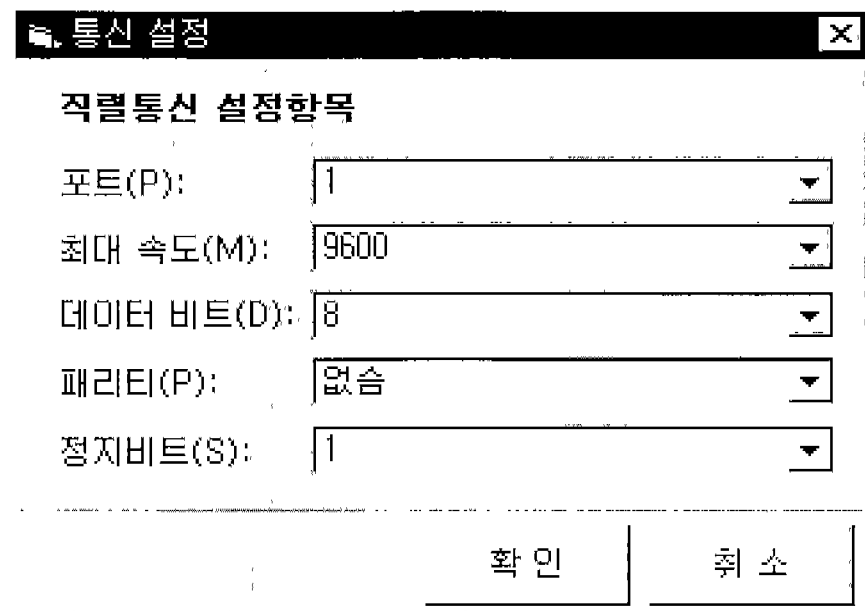 통신 설정
직렬통신 설정항목
포트(P): 1
최대 속도(M): 9600
데이터 비트(D): 8
패리티(P): 없슴
정지비트(S): 1
확 인 취 소